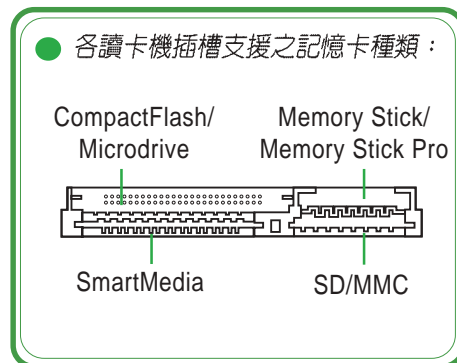 各讀卡機插槽支援之記憶卡種類：
CompactFlash/
Microdrive
Memory Stick/
Memory Stick Pro
SmartMedia
SD/MMC